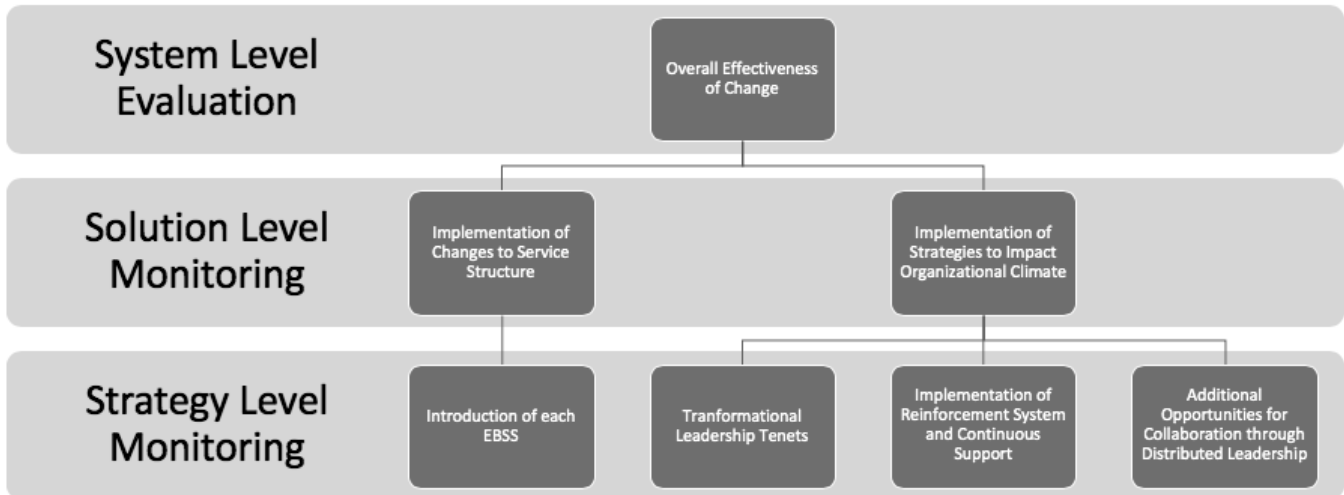 System Level
Evaluation
Overall Effectiveness
of Change
Solution Level
Monitoring
Implementation of
Changes to Service
Structure
Implementation of
Strategies to Impact
Organizational Climate
Strategy Level
Monitoring
Introduction of each
EBSS
Tranformational
Leadership Tenets
Implementation of
Reinforcement System
and Continuous
Support
Additional
Opportunities for
Collaboration through
Distributed Leadership